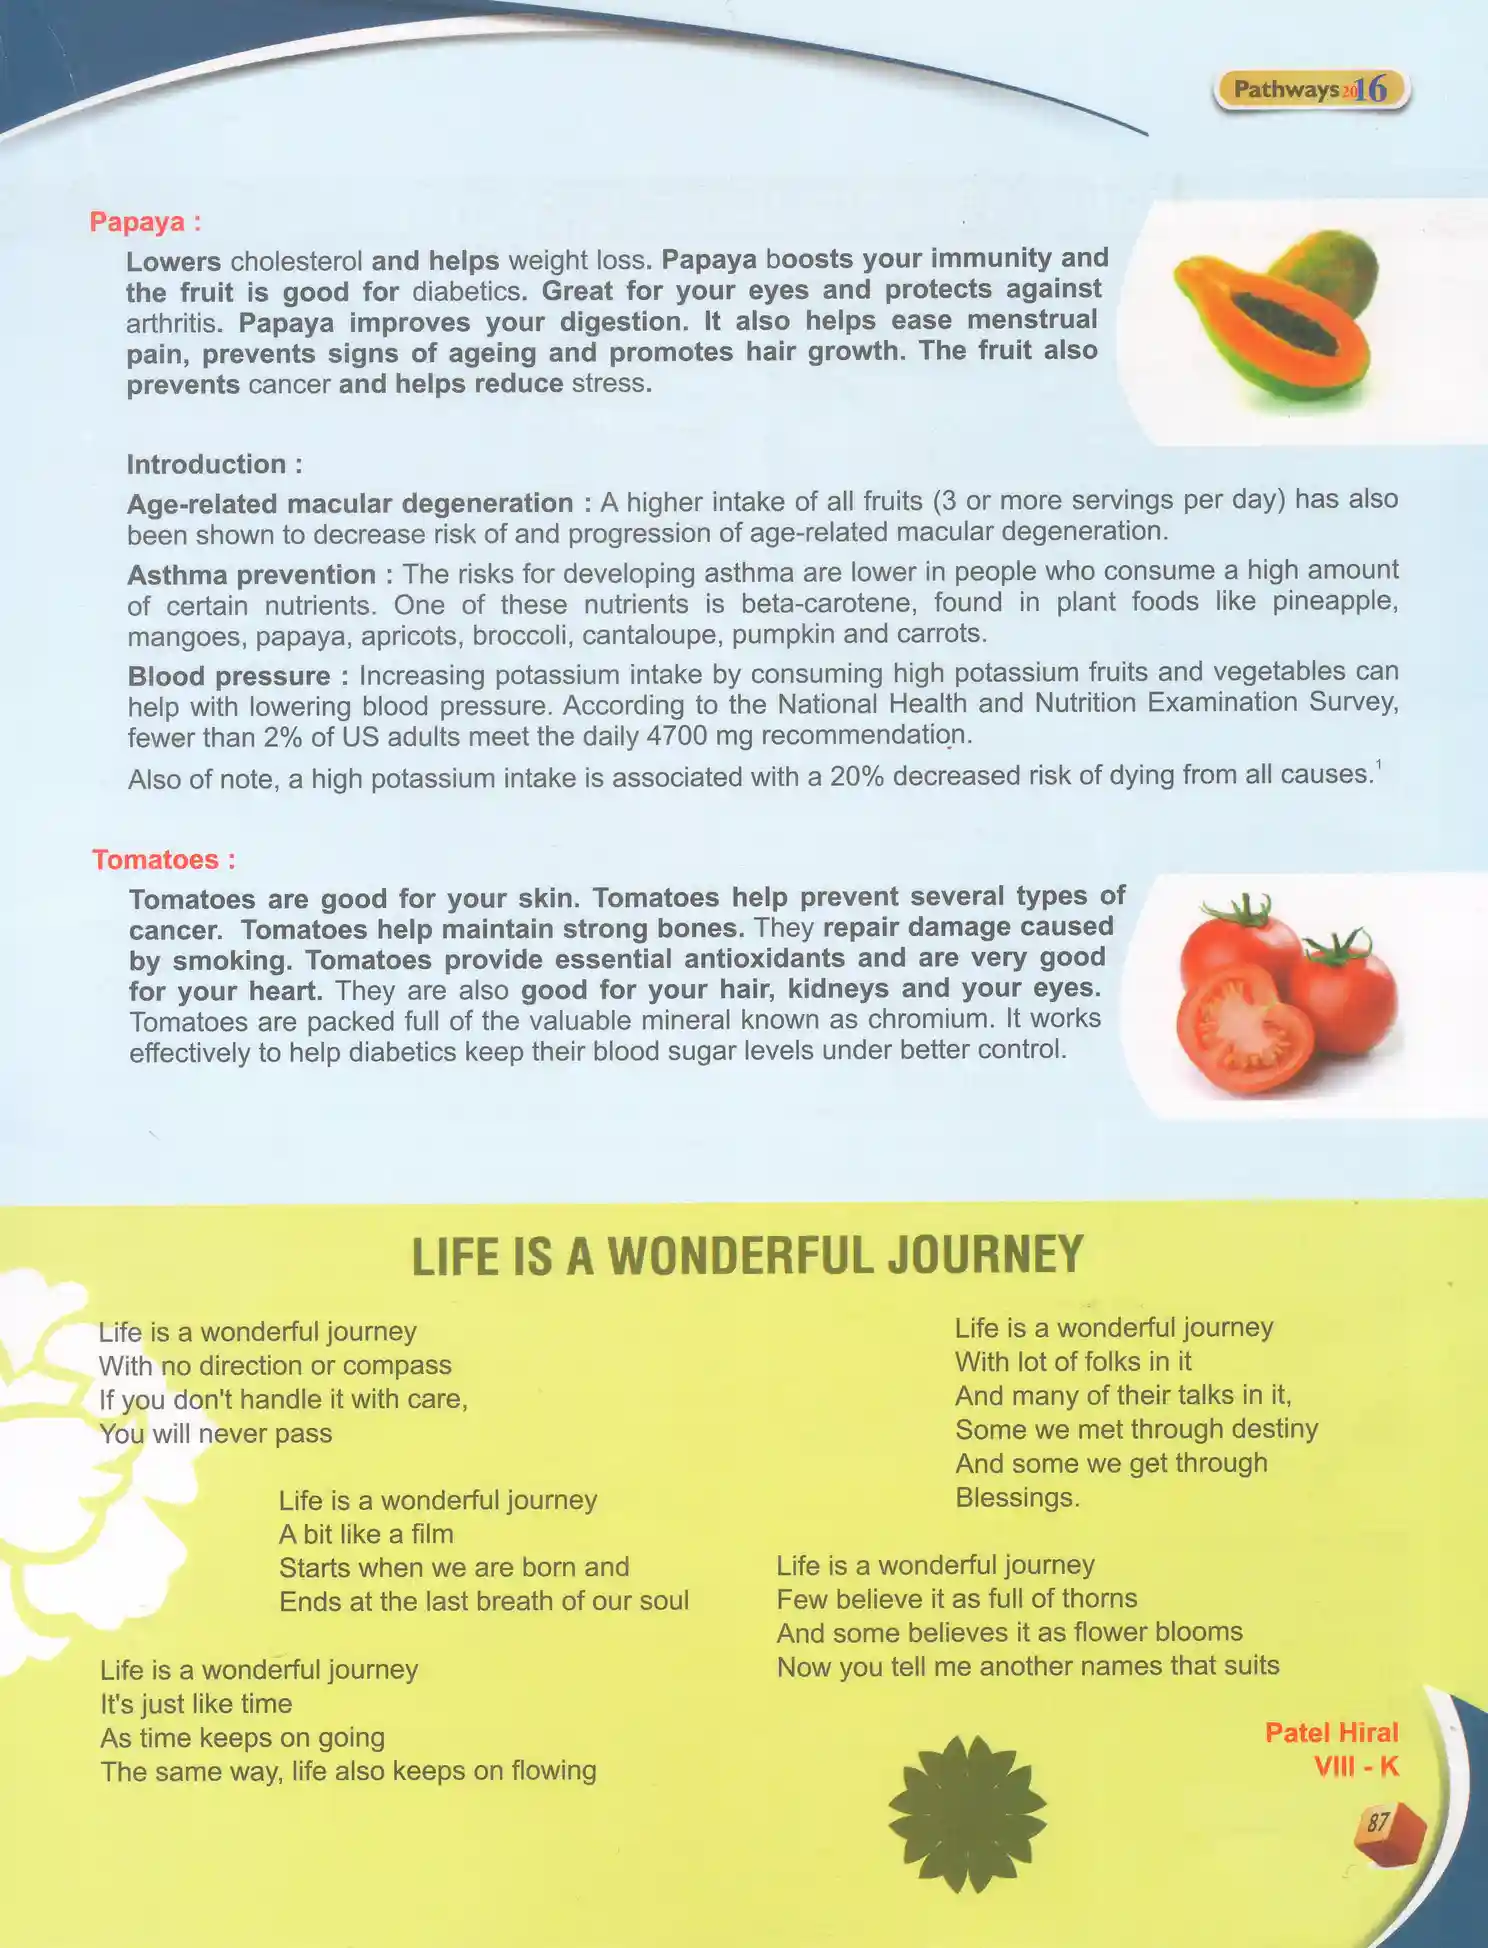 Pathways 2016
Papaya :
Lowers cholesterol and helps weight loss. Papaya boosts your immunity and
the fruit is good for diabetics. Great for your eyes and protects against
arthritis. Papaya improves your digestion. It also helps ease menstrual
pain, prevents signs of ageing and promotes hair growth. The fruit also
prevents cancer and helps reduce stress.
Introduction :
Age-related macular degeneration : A higher intake of all fruits (3 or more servings per day) has also
been shown to decrease risk of and progression of age-related macular degeneration.
Asthma prevention : The risks for developing asthma are lower in people who consume a high amount
of certain nutrients. One of these nutrients is beta-carotene, found in plant foods like pineapple,
mangoes, papaya, apricots, broccoli, cantaloupe, pumpkin and carrots.
Blood pressure : Increasing potassium intake by consuming high potassium fruits and vegetables can
help with lowering blood pressure. According to the National Health and Nutrition Examination Survey,
fewer than 2% of US adults meet the daily 4700 mg recommendation.
Also of note, a high potassium intake is associated with a 20% decreased risk of dying from all causes.¹
Tomatoes :
Tomatoes are good for your skin. Tomatoes help prevent several types of
cancer. Tomatoes help maintain strong bones. They repair damage caused
by smoking. Tomatoes provide essential antioxidants and are very good
for your heart. They are also good for your hair, kidneys and your eyes.
Tomatoes are packed full of the valuable mineral known as chromium. It works
effectively to help diabetics keep their blood sugar levels under better control.
LIFE IS A WONDERFUL JOURNEY
Life is a wonderful journey
With no direction or compass
If you don't handle it with care,
You will never pass
Life is a wonderful journey
A bit like a film
Starts when we are born and
Ends at the last breath of our soul
Life is a wonderful journey
It's just like time
As time keeps on going
The same way, life also keeps on flowing
Life is a wonderful journey
With lot of folks in it
And many of their talks in it,
Some we met through destiny
And some we get through
Blessings.
Life is a wonderful journey
Few believe it as full of thorns
And some believes it as flower blooms
Now you tell me another names that suits
Patel Hiral
VIII - K
87